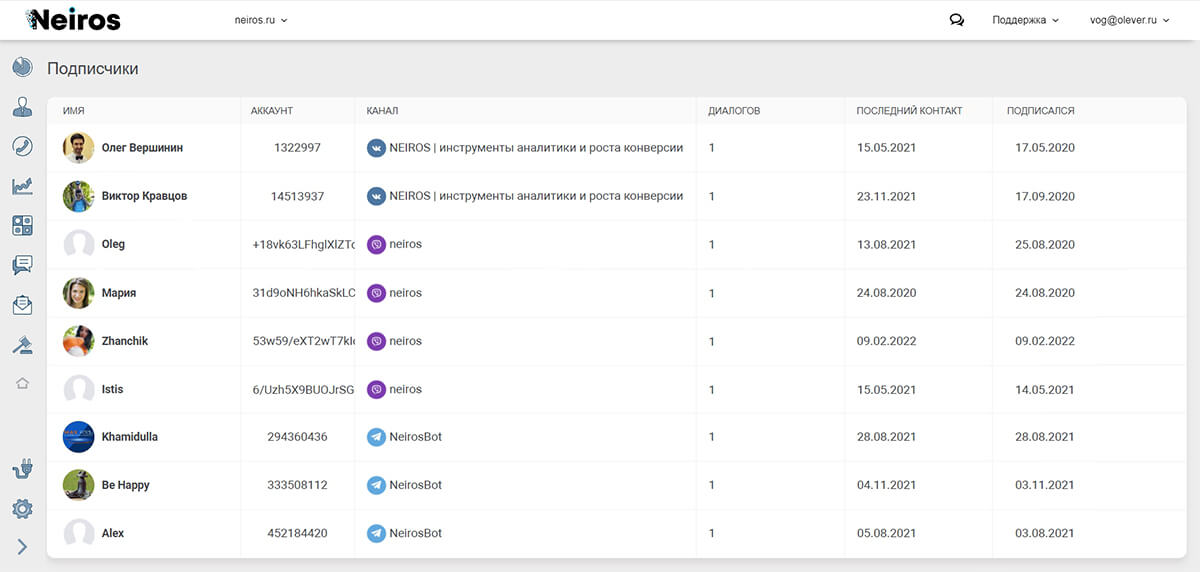 Neiros neiros.ru Поддержка vog@olever.ru
Подписчики
ИМЯ АККАУНТ КАНАЛ ДИАЛОГОВ ПОСЛЕДНИЙ КОНТАКТ ПОДПИСАЛСЯ
Олег Вершинин 1322997 NEIROS | инструменты аналитики и роста конверсии 1 15.05.2021 17.05.2020
Виктор Кравцов 14513937 NEIROS | инструменты аналитики и роста конверсии 1 23.11.2021 17.09.2020
Oleg +18vk63LFhglXlZTc neiros 1 13.08.2021 25.08.2020
Мария 31d9oNH6hkaSkLC neiros 1 24.08.2020 24.08.2020
Zhanchik 53w59/eXT2wT7kIc neiros 1 09.02.2022 09.02.2022
Istis 6/Uzh5X9BUOJrSG neiros 1 15.05.2021 14.05.2021
Khamidulla 294360436 NeirosBot 1 28.08.2021 28.08.2021
Be Happy 333508112 NeirosBot 1 04.11.2021 03.11.2021
Alex 452184420 NeirosBot 1 05.08.2021 03.08.2021